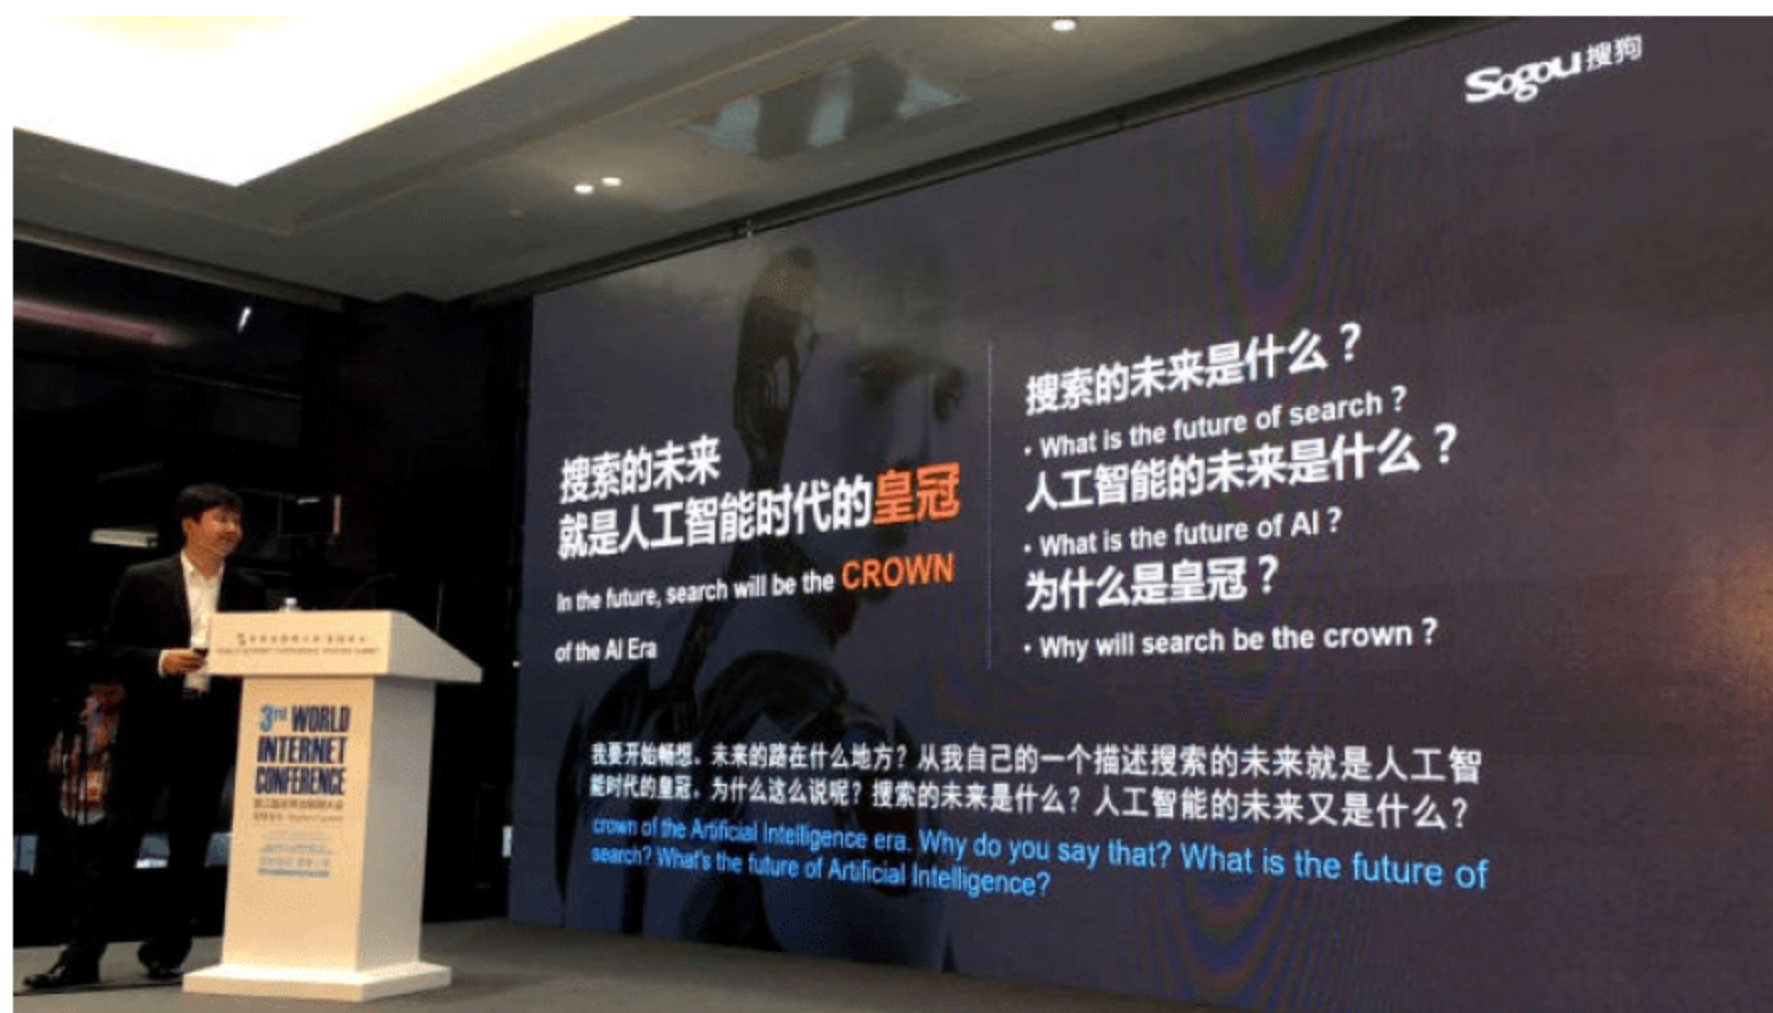 Sogou 搜狗
搜索的未来
就是人工智能时代的皇冠
In the future, search will be the CROWN
of the AI Era
搜索的未来是什么？
• What is the future of search ?
人工智能的未来是什么？
• What is the future of AI ?
为什么是皇冠？
• Why will search be the crown ?
我要开始畅想。未来的路在什么地方？从我自己的一个描述搜索的未来就是人工智
能时代的皇冠。为什么这么说呢？搜索的未来是什么？人工智能的未来又是什么？
crown of the Artificial Intelligence era. Why do you say that? What is the future of
search? What's the future of Artificial Intelligence?
3rd WORLD
INTERNET
CONFERENCE